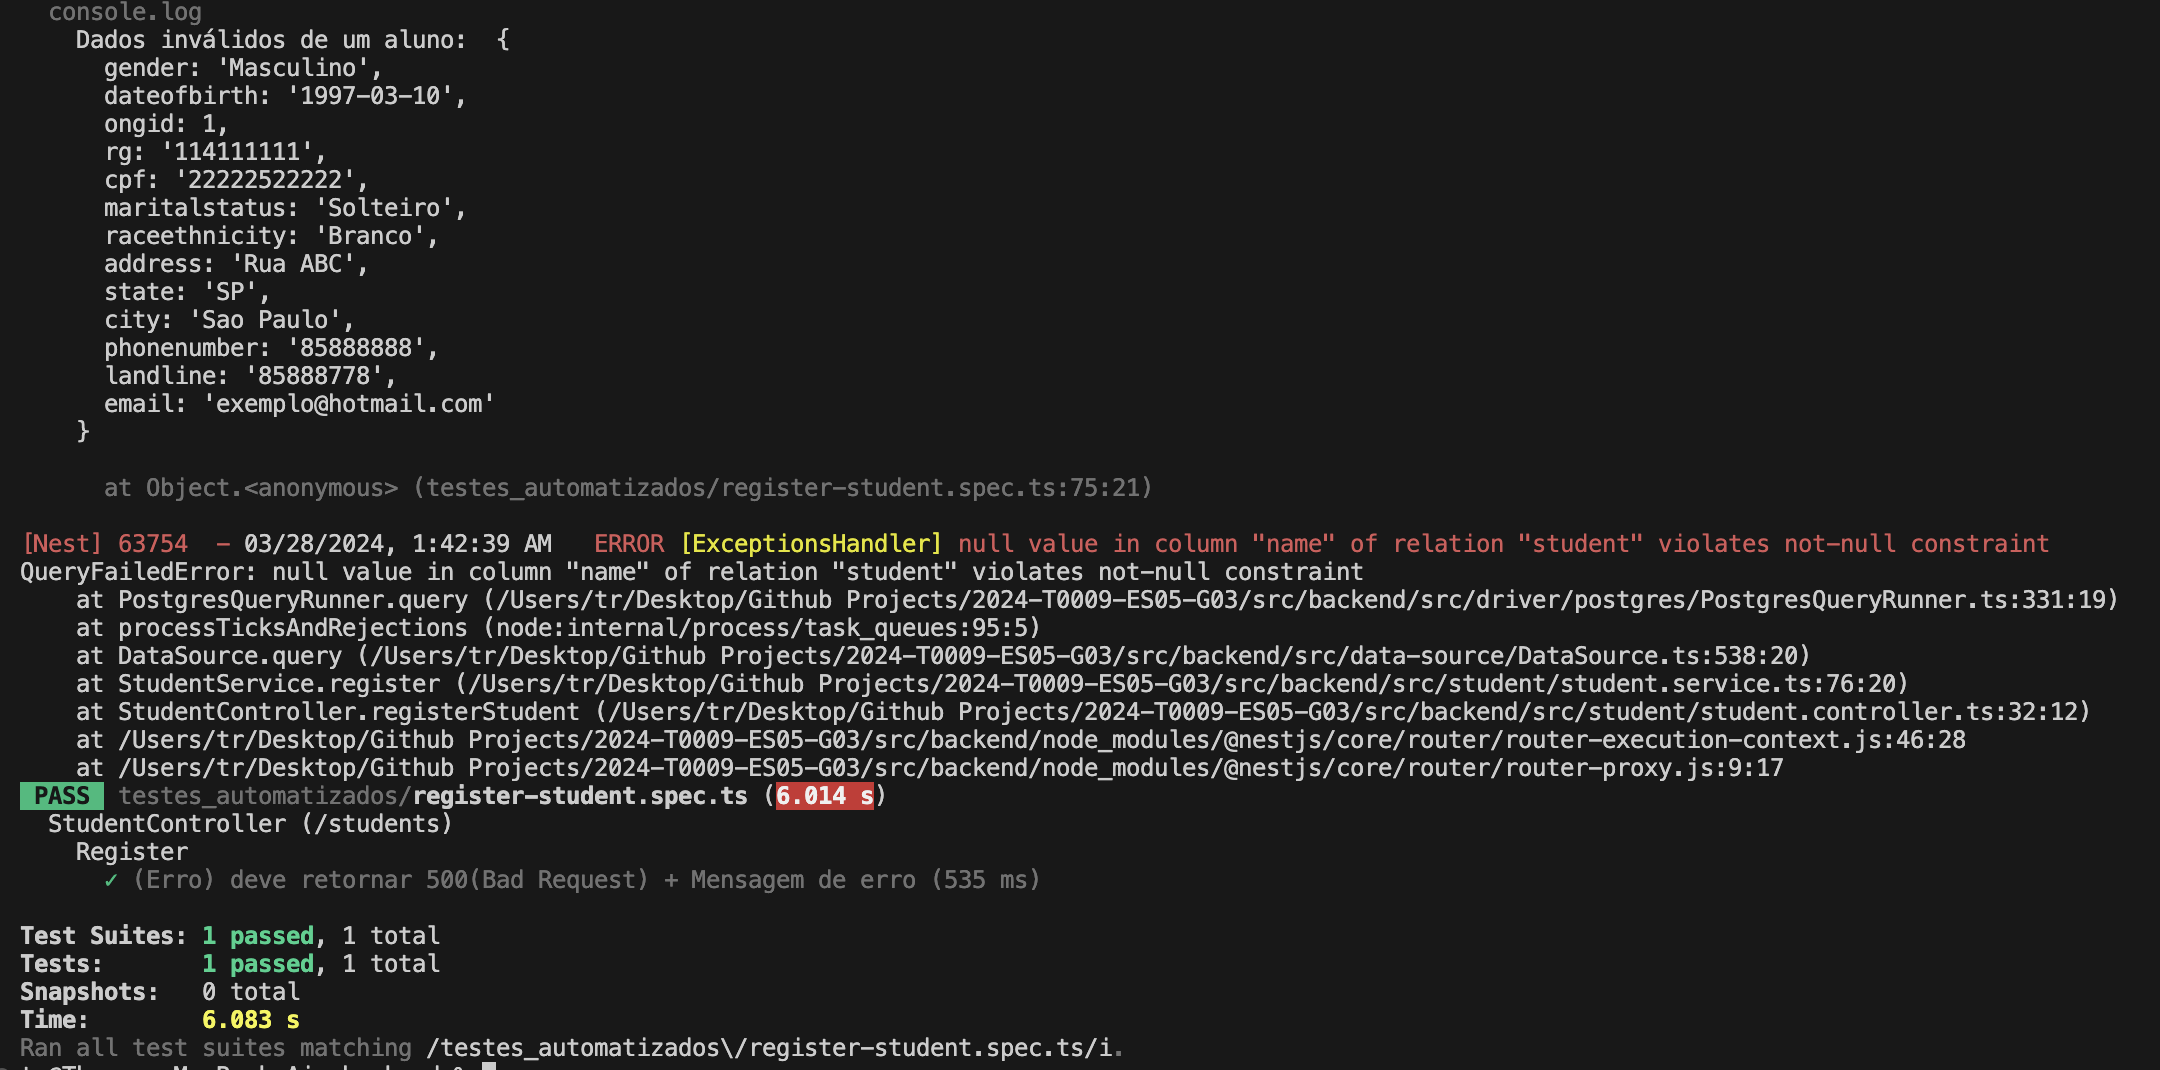 console.log
Dados inválidos de um aluno:  {
gender: 'Masculino',
dateofbirth: '1997-03-10',
ongid: 1,
rg: '114111111',
cpf: '22222522222',
maritalstatus: 'Solteiro',
raceethnicity: 'Branco',
address: 'Rua ABC',
state: 'SP',
city: 'Sao Paulo',
phonenumber: '85888888',
landline: '85888778',
email: 'exemplo@hotmail.com'
}
at Object.<anonymous> (testes_automatizados/register-student.spec.ts:75:21)
[Nest] 63754  - 03/28/2024, 1:42:39 AM   ERROR [ExceptionsHandler] null value in column "name" of relation "student" violates not-null constraint
QueryFailedError: null value in column "name" of relation "student" violates not-null constraint
at PostgresQueryRunner.query (/Users/tr/Desktop/Github Projects/2024-T0009-ES05-G03/src/backend/src/driver/postgres/PostgresQueryRunner.ts:331:19)
at processTicksAndRejections (node:internal/process/task_queues:95:5)
at DataSource.query (/Users/tr/Desktop/Github Projects/2024-T0009-ES05-G03/src/backend/src/data-source/DataSource.ts:538:20)
at StudentService.register (/Users/tr/Desktop/Github Projects/2024-T0009-ES05-G03/src/backend/src/student/student.service.ts:76:20)
at StudentController.registerStudent (/Users/tr/Desktop/Github Projects/2024-T0009-ES05-G03/src/backend/src/student/student.controller.ts:32:12)
at /Users/tr/Desktop/Github Projects/2024-T0009-ES05-G03/src/backend/node_modules/@nestjs/core/router/router-execution-context.js:46:28
at /Users/tr/Desktop/Github Projects/2024-T0009-ES05-G03/src/backend/node_modules/@nestjs/core/router/router-proxy.js:9:17
PASS testes_automatizados/register-student.spec.ts (6.014 s)
StudentController (/students)
Register
✓ (Erro) deve retornar 500(Bad Request) + Mensagem de erro (535 ms)
Test Suites: 1 passed, 1 total
Tests:       1 passed, 1 total
Snapshots:   0 total
Time:        6.083 s
Ran all test suites matching /testes_automatizados\/register-student.spec.ts/i.